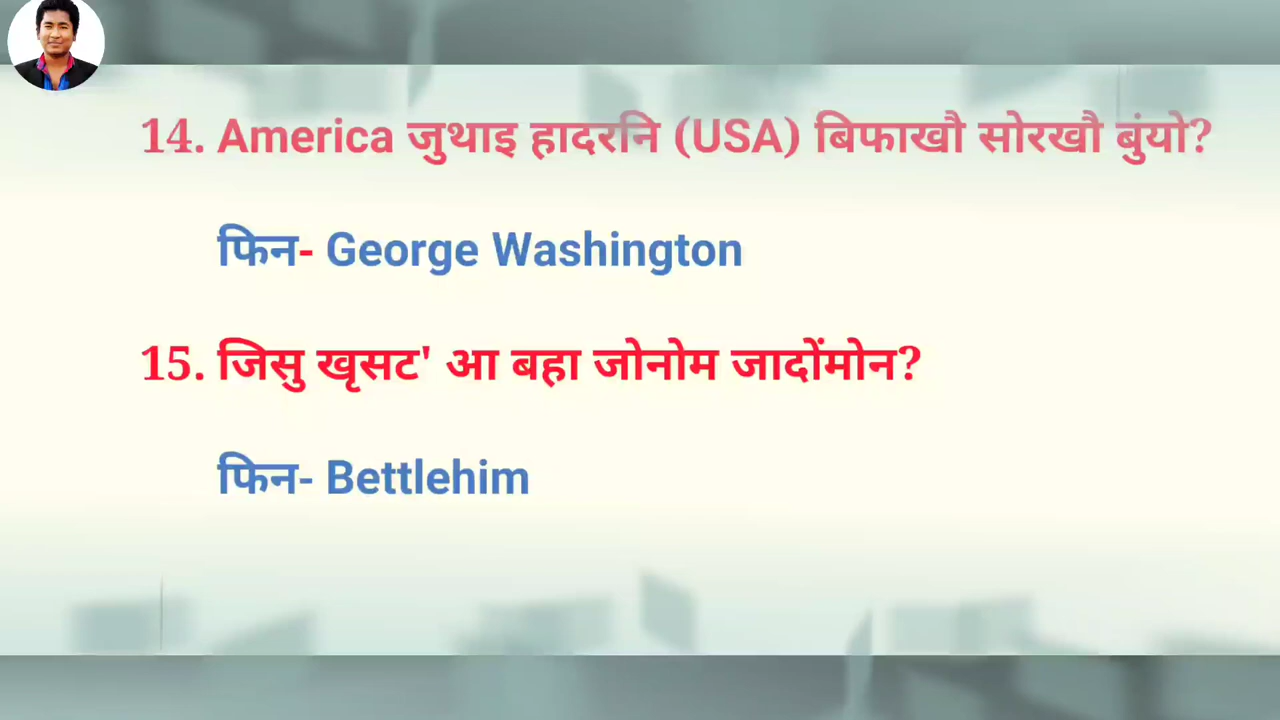 14. America जुथाइ हादरनि (USA) बिफाखौ सोरखौ बुंयो?
फिन- George Washington
15. जिसु खृसट' आ बहा जोनोम जादोंमोन?
फिन- Bettlehim